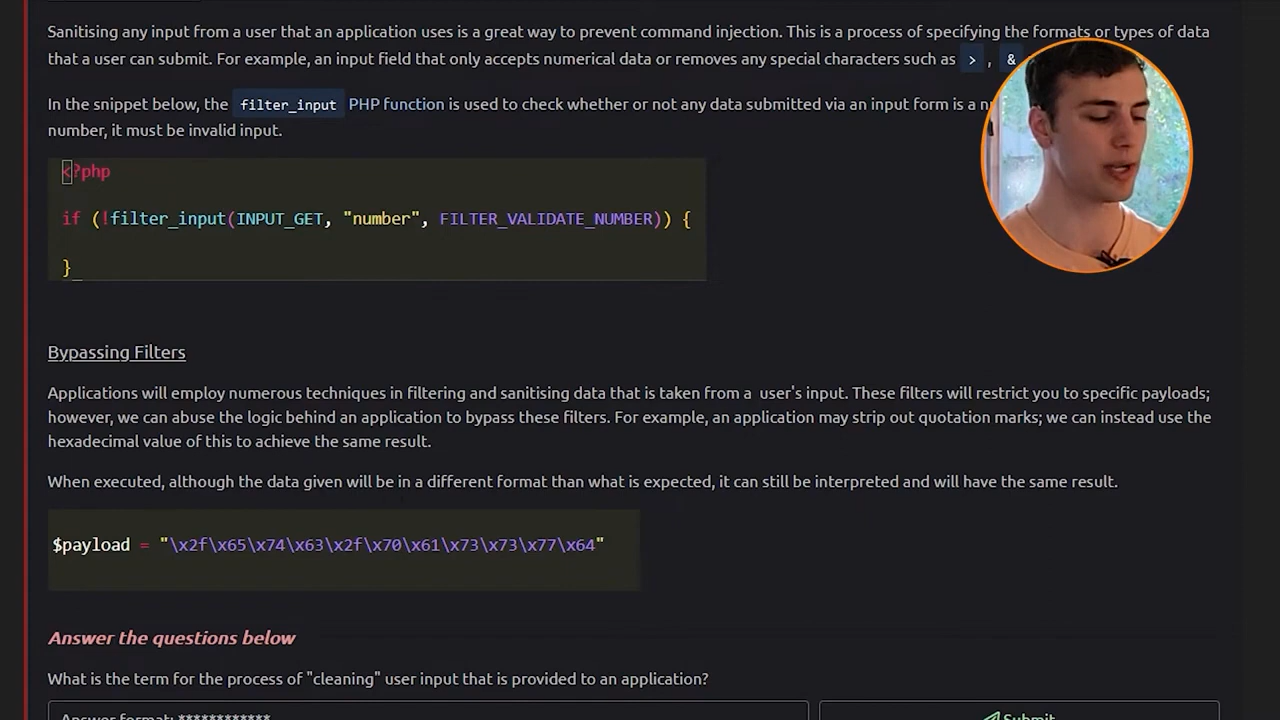 Sanitising any input from a user that an application uses is a great way to prevent command injection. This is a process of specifying the formats or types of data
that a user can submit. For example, an input field that only accepts numerical data or removes any special characters such as > , &
In the snippet below, the filter_input PHP function is used to check whether or not any data submitted via an input form is a
number, it must be invalid input.
<?php
if (!filter_input(INPUT_GET, "number", FILTER_VALIDATE_NUMBER)) {
}
Bypassing Filters
Applications will employ numerous techniques in filtering and sanitising data that is taken from a user's input. These filters will restrict you to specific payloads;
however, we can abuse the logic behind an application to bypass these filters. For example, an application may strip out quotation marks; we can instead use the
hexadecimal value of this to achieve the same result.
When executed, although the data given will be in a different format than what is expected, it can still be interpreted and will have the same result.
$payload = "\x2f\x65\x74\x63\x2f\x70\x61\x73\x73\x77\x64"
Answer the questions below
What is the term for the process of "cleaning" user input that is provided to an application?
Answer format: ************
Submit